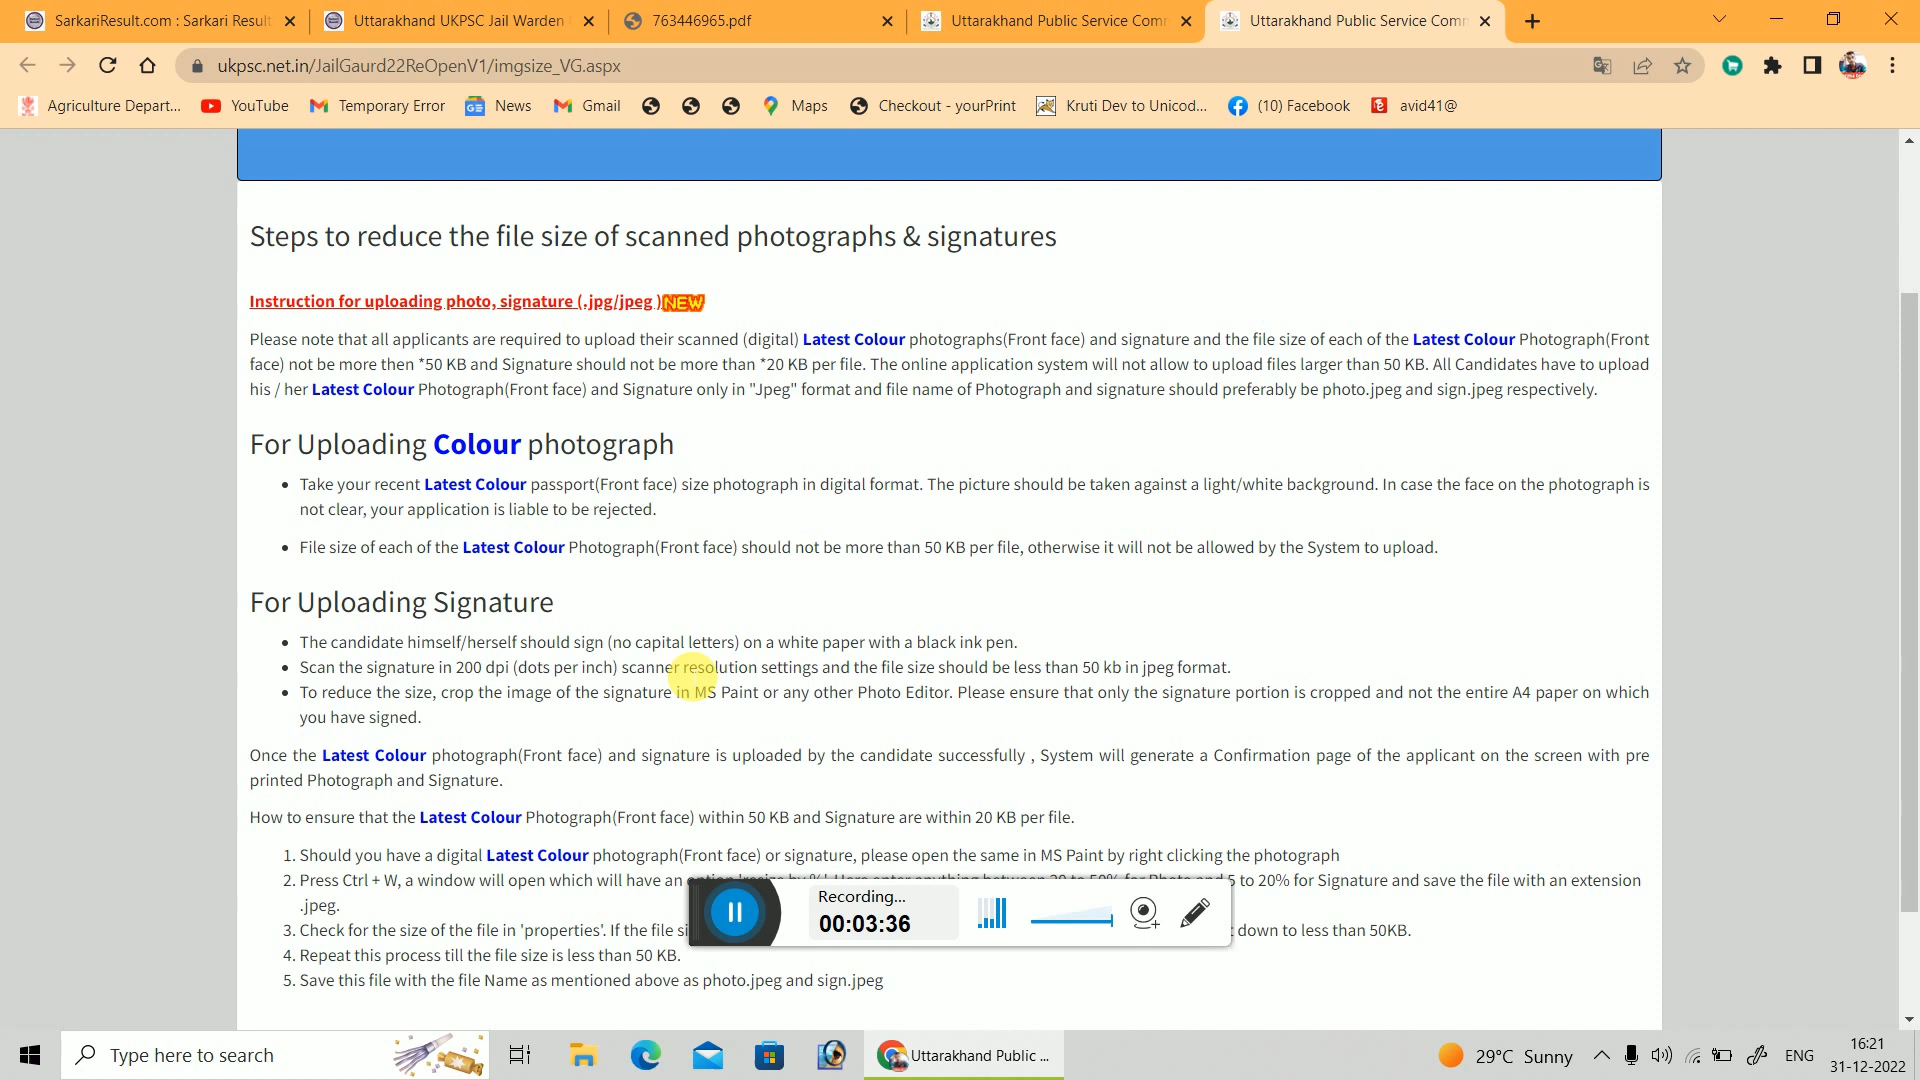 SarkariResult.com : Sarkari Result
Uttarakhand UKPSC Jail Warden
763446965.pdf
Uttarakhand Public Service Com
Uttarakhand Public Service Comm
ukpsc.net.in/JailGaurd22ReOpenV1/imgsize_VG.aspx
Agriculture Depart... YouTube Temporary Error News Gmail Maps Checkout - yourPrint Kruti Dev to Unicod... (10) Facebook avid41@
Steps to reduce the file size of scanned photographs & signatures
Instruction for uploading photo, signature (.jpg/jpeg ) NEW
Please note that all applicants are required to upload their scanned (digital) Latest Colour photographs(Front face) and signature and the file size of each of the Latest Colour Photograph(Front
face) not be more then *50 KB and Signature should not be more than *20 KB per file. The online application system will not allow to upload files larger than 50 KB. All Candidates have to upload
his / her Latest Colour Photograph(Front face) and Signature only in "Jpeg" format and file name of Photograph and signature should preferably be photo.jpeg and sign.jpeg respectively.
For Uploading Colour photograph
• Take your recent Latest Colour passport(Front face) size photograph in digital format. The picture should be taken against a light/white background. In case the face on the photograph is
not clear, your application is liable to be rejected.
• File size of each of the Latest Colour Photograph(Front face) should not be more than 50 KB per file, otherwise it will not be allowed by the System to upload.
For Uploading Signature
• The candidate himself/herself should sign (no capital letters) on a white paper with a black ink pen.
• Scan the signature in 200 dpi (dots per inch) scanner resolution settings and the file size should be less than 50 kb in jpeg format.
• To reduce the size, crop the image of the signature in MS Paint or any other Photo Editor. Please ensure that only the signature portion is cropped and not the entire A4 paper on which
you have signed.
Once the Latest Colour photograph(Front face) and signature is uploaded by the candidate successfully , System will generate a Confirmation page of the applicant on the screen with pre
printed Photograph and Signature.
How to ensure that the Latest Colour Photograph(Front face) within 50 KB and Signature are within 20 KB per file.
1. Should you have a digital Latest Colour photograph(Front face) or signature, please open the same in MS Paint by right clicking the photograph
2. Press Ctrl + W, a window will open which will have an 5 to 20% for Signature and save the file with an extension
.jpeg.
3. Check for the size of the file in 'properties'. If the file down to less than 50KB.
4. Repeat this process till the file size is less than 50 KB.
5. Save this file with the file Name as mentioned above as photo.jpeg and sign.jpeg
Recording...
00:03:36
Type here to search
Uttarakhand Public ...
29°C Sunny
ENG
16:21
31-12-2022